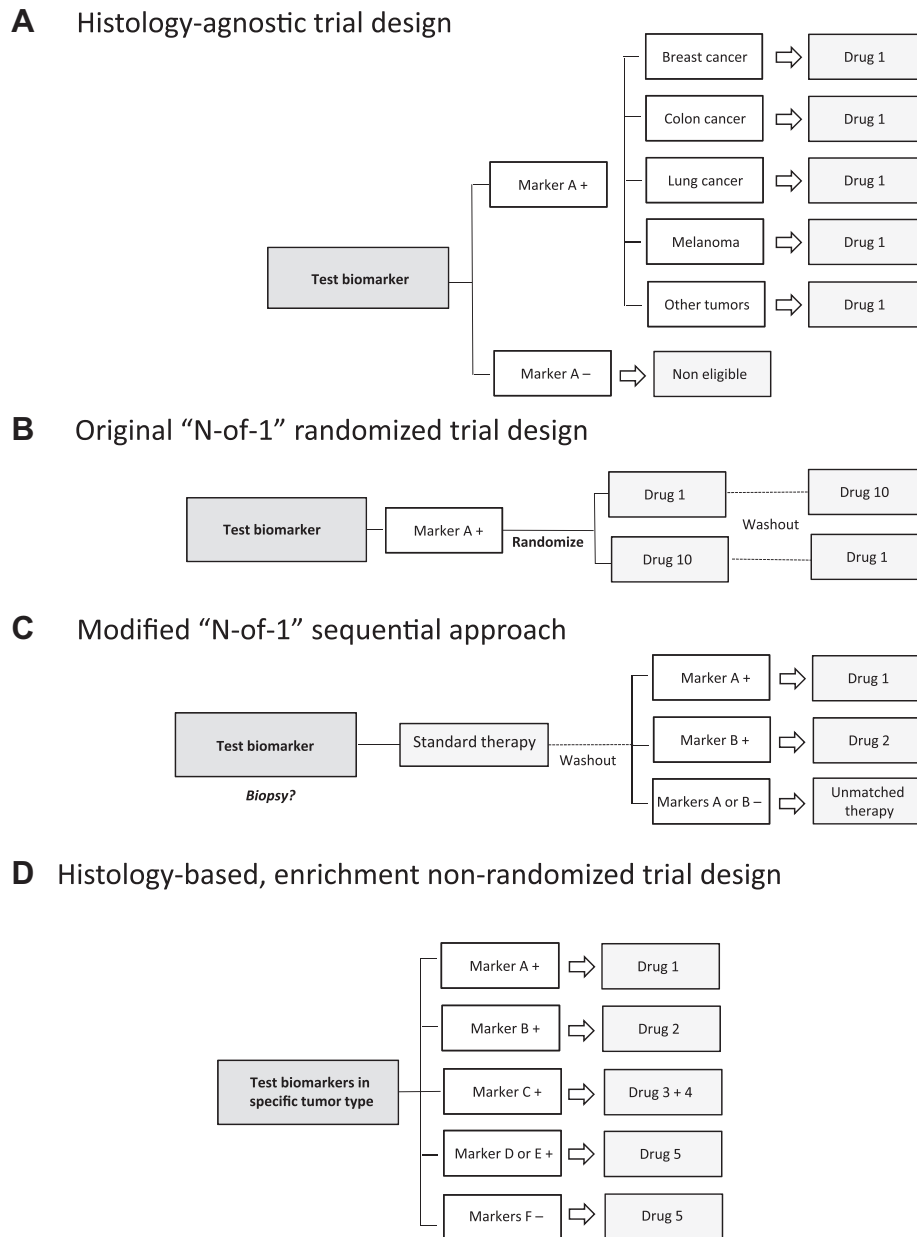 A Histology-agnostic trial design
Breast cancer
Drug 1
Colon cancer
Drug 1
Marker A +
Lung cancer
Drug 1
Melanoma
Drug 1
Test biomarker
Other tumors
Drug 1
Marker A –
Non eligible
B Original “N-of-1” randomized trial design
Drug 1
Drug 10
Test biomarker
Marker A +
Randomize
Washout
Drug 10
Drug 1
C Modified “N-of-1” sequential approach
Marker A +
Drug 1
Test biomarker
Standard therapy
Washout
Marker B +
Drug 2
Biopsy?
Markers A or B –
Unmatched
therapy
D Histology-based, enrichment non-randomized trial design
Marker A +
Drug 1
Marker B +
Drug 2
Test biomarkers in
specific tumor type
Marker C +
Drug 3 + 4
Marker D or E +
Drug 5
Markers F –
Drug 5